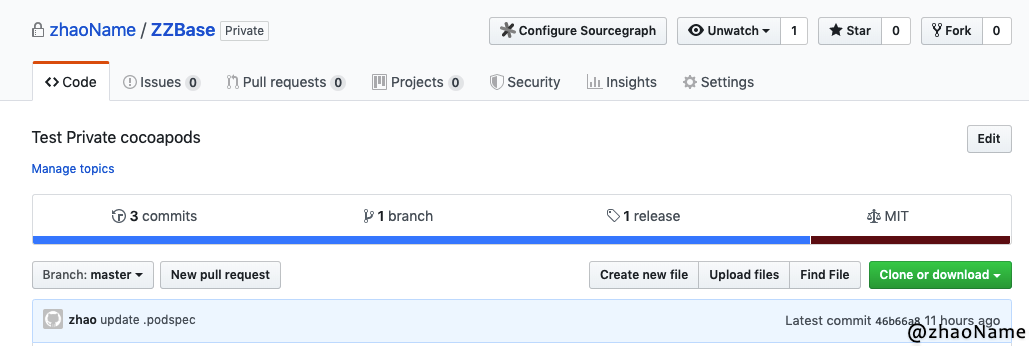 zhaoName / ZZBase Private Configure Sourcegraph Unwatch 1 Star 0 Fork 0
Code Issues 0 Pull requests 0 Projects 0 Security Insights Settings
Test Private cocoapods Edit
Manage topics
3 commits 1 branch 1 release MIT
Branch: master New pull request Create new file Upload files Find File Clone or download
zhao update .podspec Latest commit 46b66a8 11 hours ago
@zhaoName